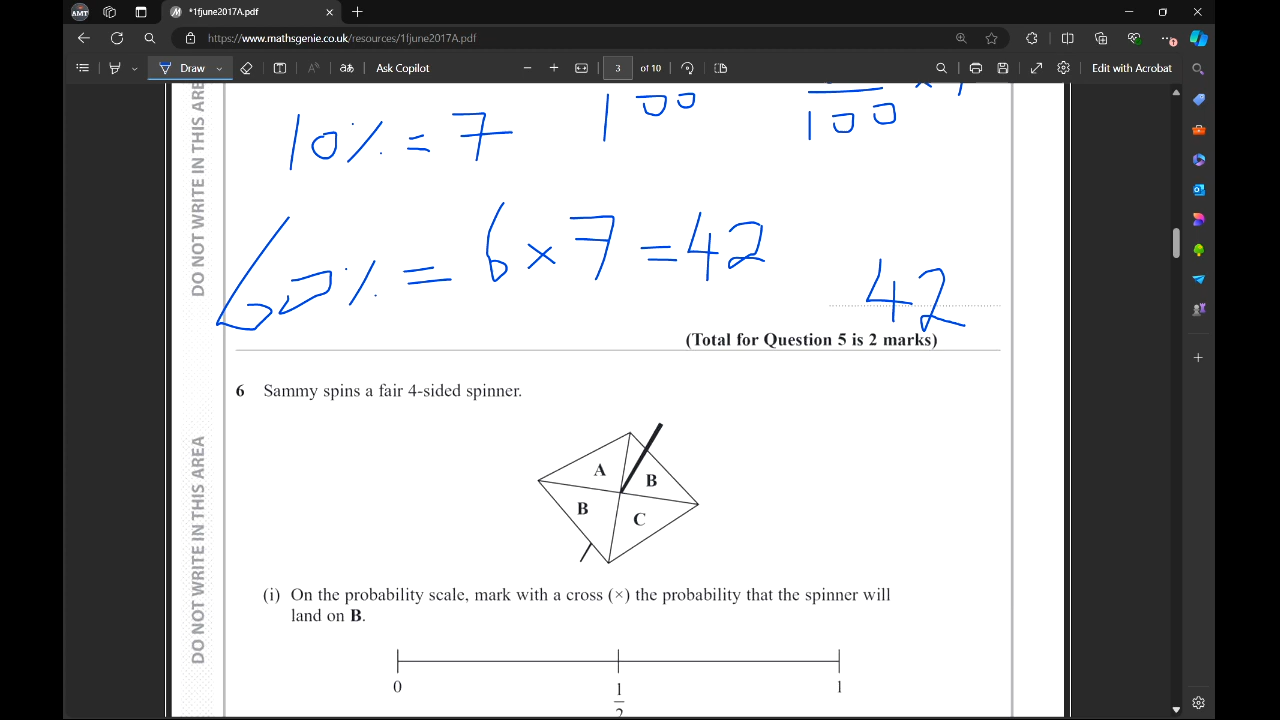 AMT
*1fjune2017A.pdf
https://www.mathsgenie.co.uk/resources/1fjune2017A.pdf
Draw
ab
Ask Copilot
3 of 10
Edit with Acrobat
DO NOT WRITE IN THIS AREA
10% = 7
100
100 ×
60% = 6 × 7 = 42
42
(Total for Question 5 is 2 marks)
6 Sammy spins a fair 4-sided spinner.
DO NOT WRITE IN THIS AREA
A
B
B
C
(i) On the probability scale, mark with a cross (×) the probability that the spinner will
land on B.
0
1
2
1